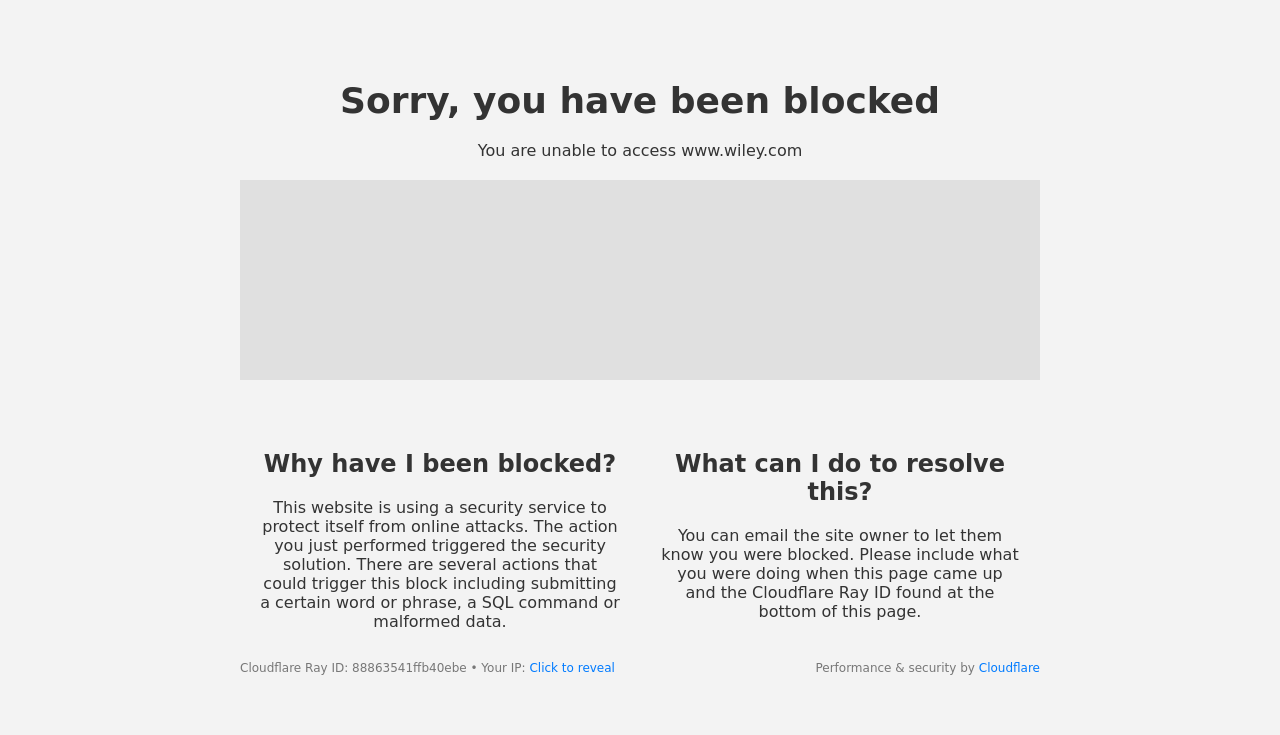 Sorry, you have been blocked
You are unable to access www.wiley.com
Why have I been blocked?
This website is using a security service to
protect itself from online attacks. The action
you just performed triggered the security
solution. There are several actions that
could trigger this block including submitting
a certain word or phrase, a SQL command or
malformed data.
What can I do to resolve
this?
You can email the site owner to let them
know you were blocked. Please include what
you were doing when this page came up
and the Cloudflare Ray ID found at the
bottom of this page.
Cloudflare Ray ID: 88863541ffb40ebe • Your IP: Click to reveal
Performance & security by Cloudflare